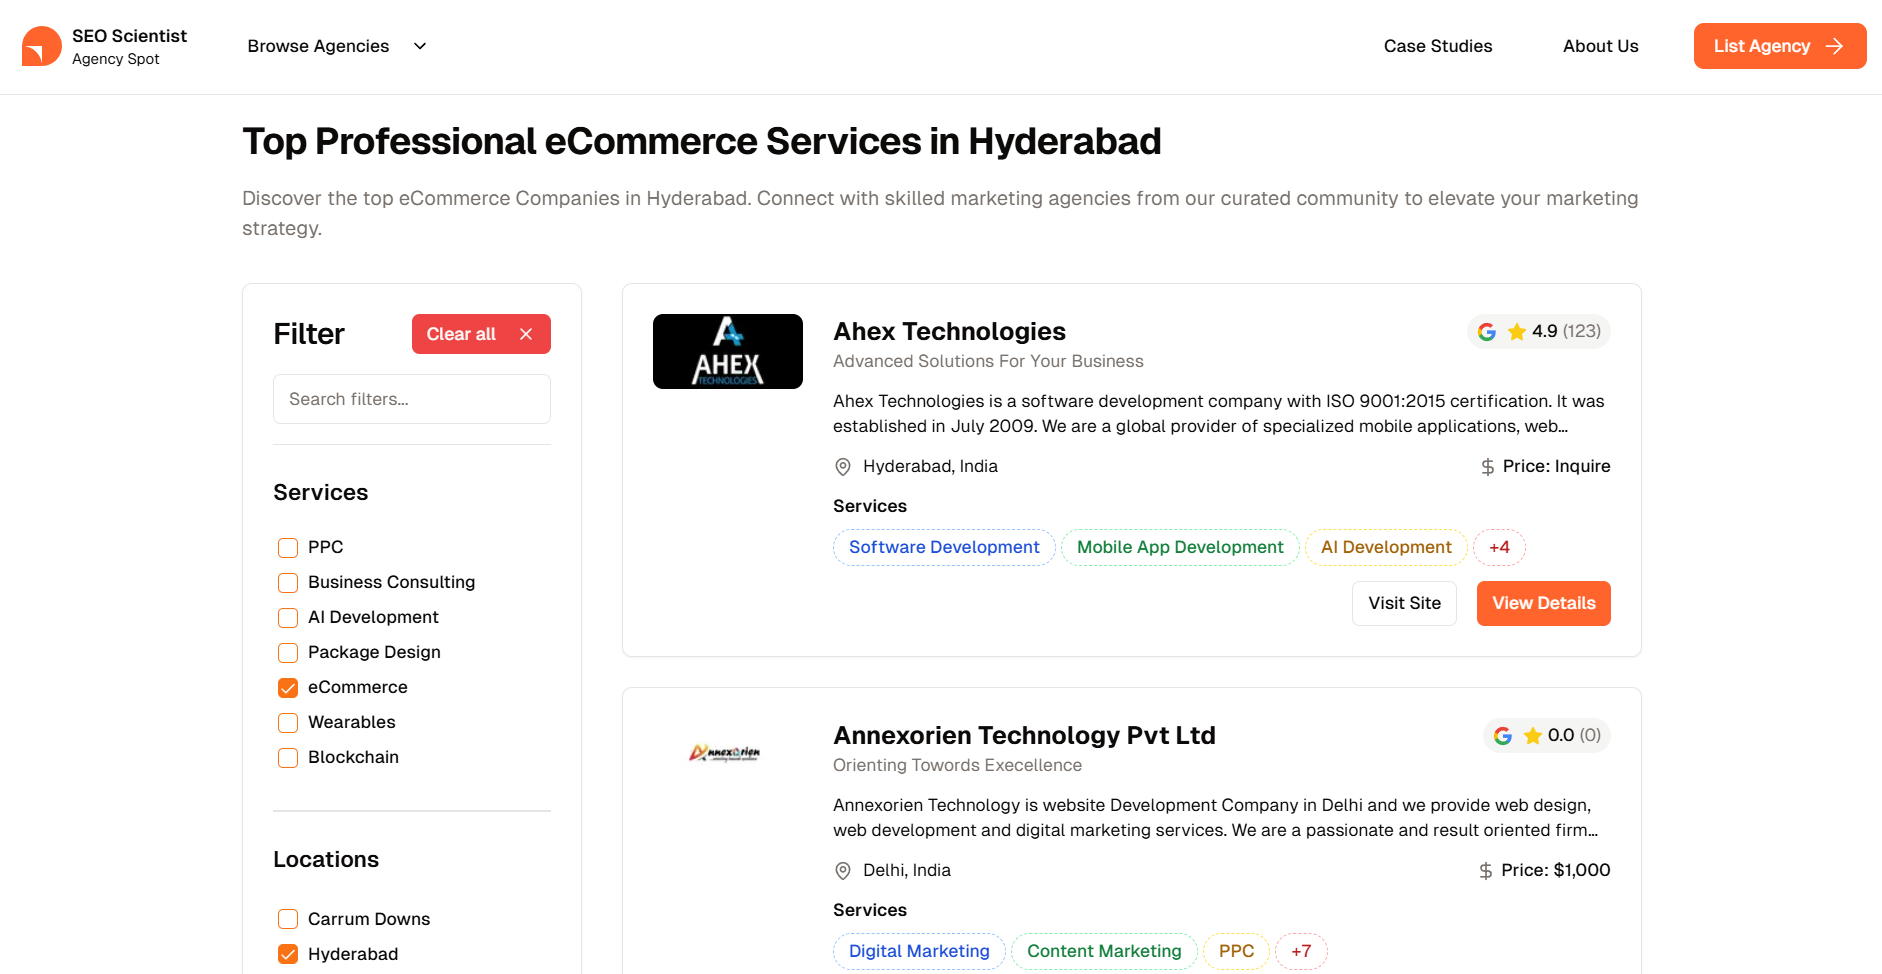 SEO Scientist
Agency Spot
Browse Agencies
Case Studies
About Us
List Agency
Top Professional eCommerce Services in Hyderabad
Discover the top eCommerce Companies in Hyderabad. Connect with skilled marketing agencies from our curated community to elevate your marketing
strategy.
Filter
Clear all
Search filters...
Services
PPC
Business Consulting
AI Development
Package Design
eCommerce
Wearables
Blockchain
Locations
Carrum Downs
Hyderabad
AHEX
TECHNOLOGIES
Ahex Technologies
4.9 (123)
Advanced Solutions For Your Business
Ahex Technologies is a software development company with ISO 9001:2015 certification. It was
established in July 2009. We are a global provider of specialized mobile applications, web...
Hyderabad, India
$ Price: Inquire
Services
Software Development
Mobile App Development
AI Development
+4
Visit Site
View Details
Annexorien
Annexorien Technology Pvt Ltd
0.0 (0)
Orienting Towords Execellence
Annexorien Technology is website Development Company in Delhi and we provide web design,
web development and digital marketing services. We are a passionate and result oriented firm...
Delhi, India
$ Price: $1,000
Services
Digital Marketing
Content Marketing
PPC
+7